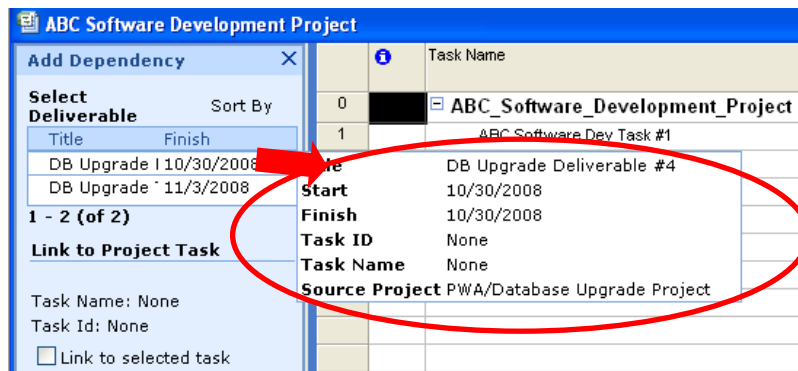 ABC Software Development Project
Add Dependency
Select Deliverable Sort By
Title Finish
DB Upgrade 10/30/2008
DB Upgrade 11/3/2008
1 - 2 (of 2)
Link to Project Task
Task Name: None
Task Id: None
Link to selected task
Task Name
0 ABC_Software_Development_Project
1 ABC Software Dev Task #1
DB Upgrade Deliverable #4
Start 10/30/2008
Finish 10/30/2008
Task ID None
Task Name None
Source Project PWA/Database Upgrade Project